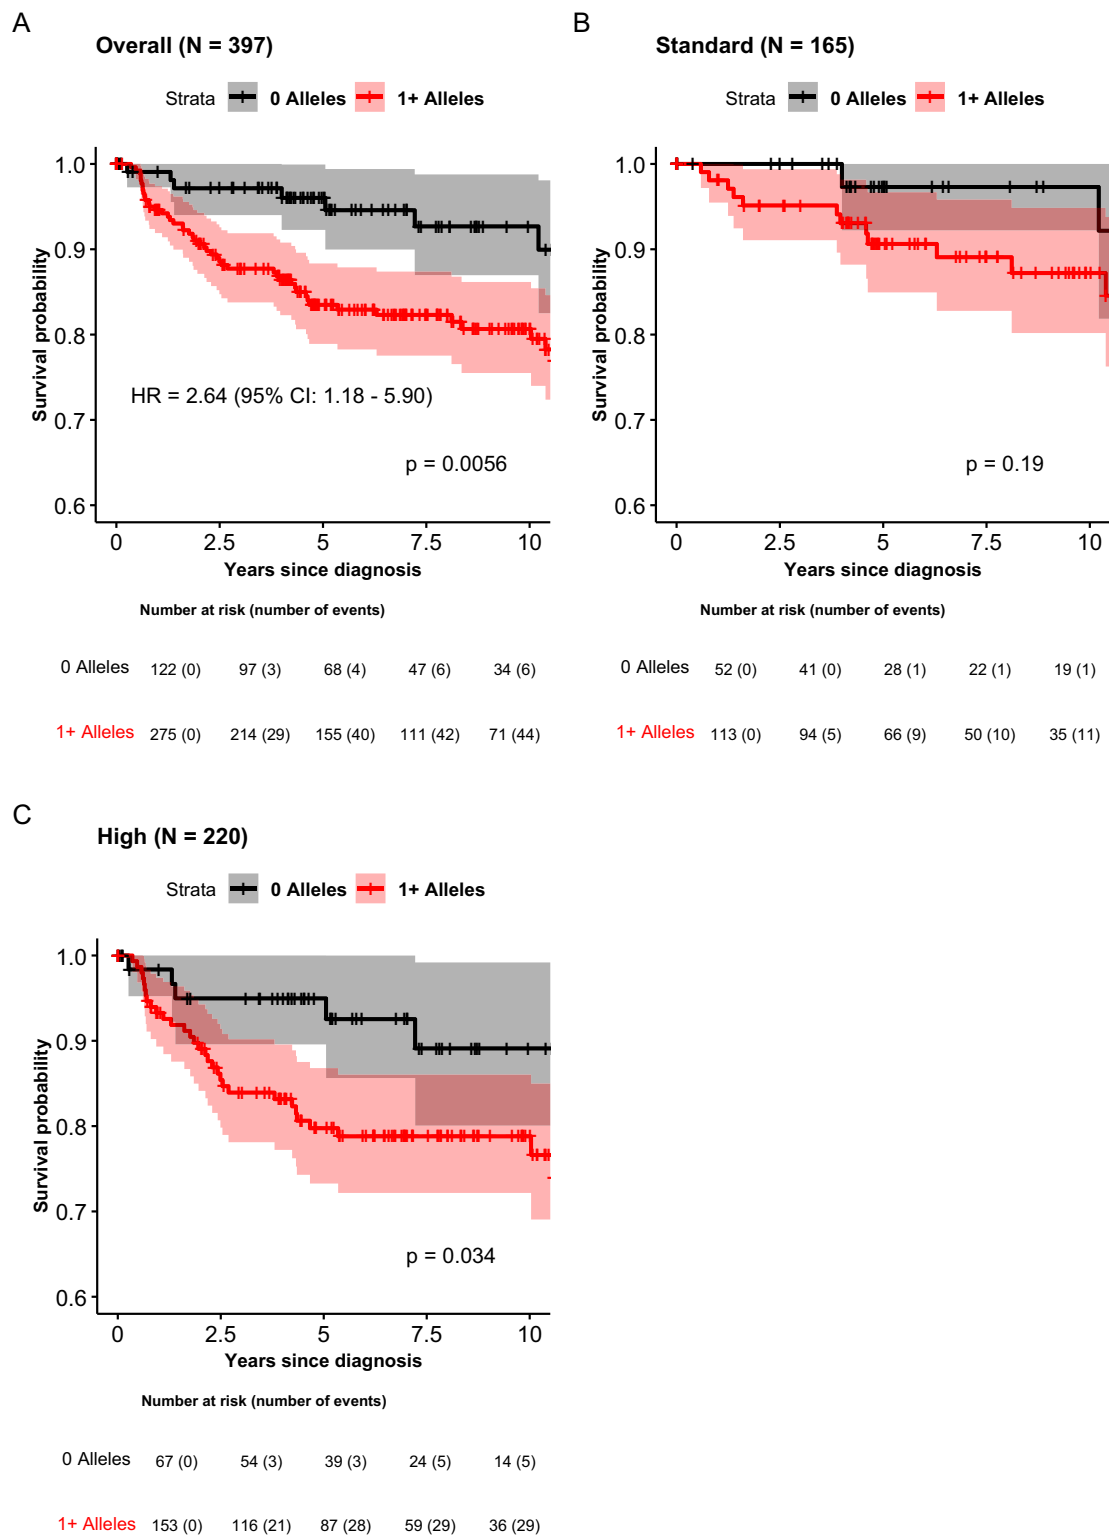 A
Overall (N = 397)
Strata 0 Alleles 1+ Alleles
1.0
0.9
0.8
0.7
0.6
Survival probability
HR = 2.64 (95% CI: 1.18 - 5.90)
p = 0.0056
0 2.5 5 7.5 10
Years since diagnosis
Number at risk (number of events)
0 Alleles 122 (0) 97 (3) 68 (4) 47 (6) 34 (6)
1+ Alleles 275 (0) 214 (29) 155 (40) 111 (42) 71 (44)
B
Standard (N = 165)
Strata 0 Alleles 1+ Alleles
1.0
0.9
0.8
0.7
0.6
Survival probability
p = 0.19
0 2.5 5 7.5 10
Years since diagnosis
Number at risk (number of events)
0 Alleles 52 (0) 41 (0) 28 (1) 22 (1) 19 (1)
1+ Alleles 113 (0) 94 (5) 66 (9) 50 (10) 35 (11)
C
High (N = 220)
Strata 0 Alleles 1+ Alleles
1.0
0.9
0.8
0.7
0.6
Survival probability
p = 0.034
0 2.5 5 7.5 10
Years since diagnosis
Number at risk (number of events)
0 Alleles 67 (0) 54 (3) 39 (3) 24 (5) 14 (5)
1+ Alleles 153 (0) 116 (21) 87 (28) 59 (29) 36 (29)